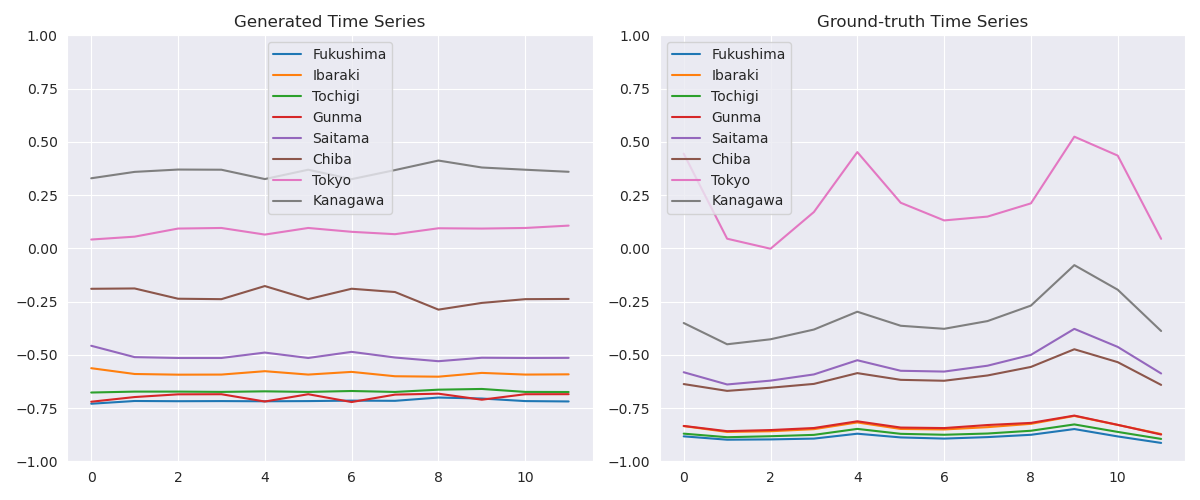 Generated Time Series
1.00
0.75
0.50
0.25
0.00
−0.25
−0.50
−0.75
−1.00
0 2 4 6 8 10
Fukushima
Ibaraki
Tochigi
Gunma
Saitama
Chiba
Tokyo
Kanagawa
Ground-truth Time Series
1.00
0.75
0.50
0.25
0.00
−0.25
−0.50
−0.75
−1.00
0 2 4 6 8 10
Fukushima
Ibaraki
Tochigi
Gunma
Saitama
Chiba
Tokyo
Kanagawa